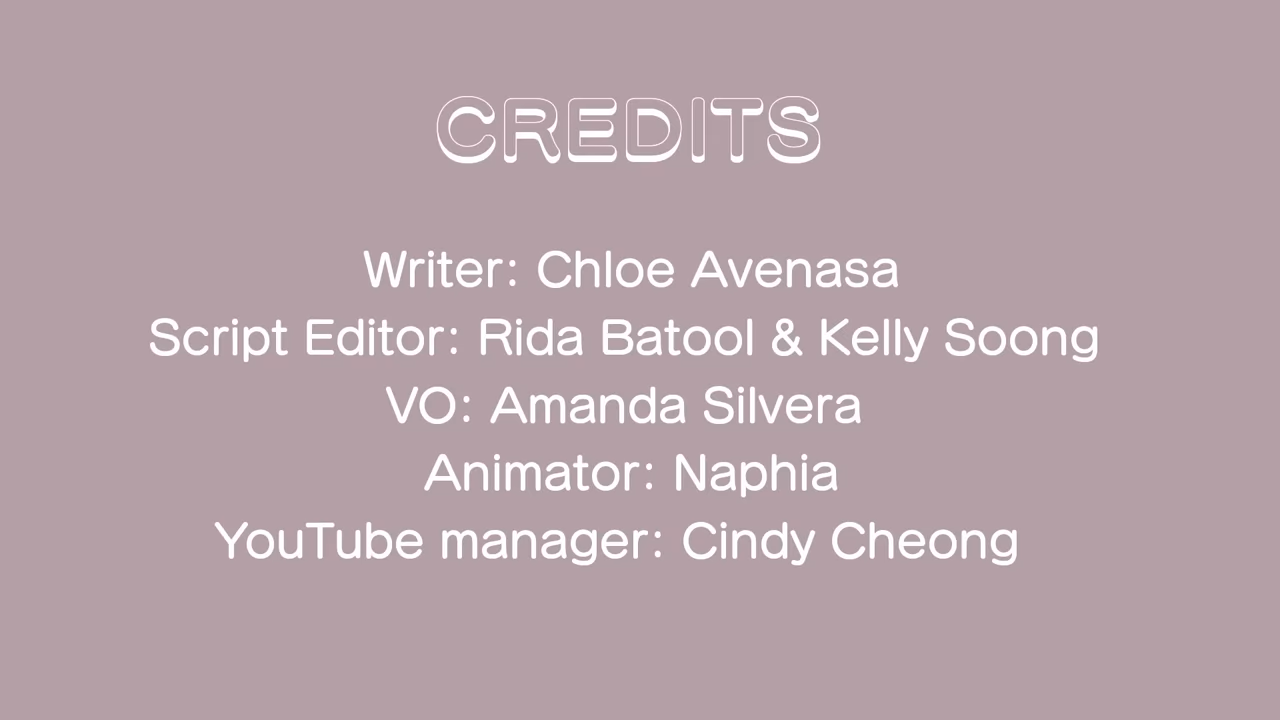 CREDITS
Writer: Chloe Avenasa
Script Editor: Rida Batool & Kelly Soong
VO: Amanda Silvera
Animator: Naphia
YouTube manager: Cindy Cheong